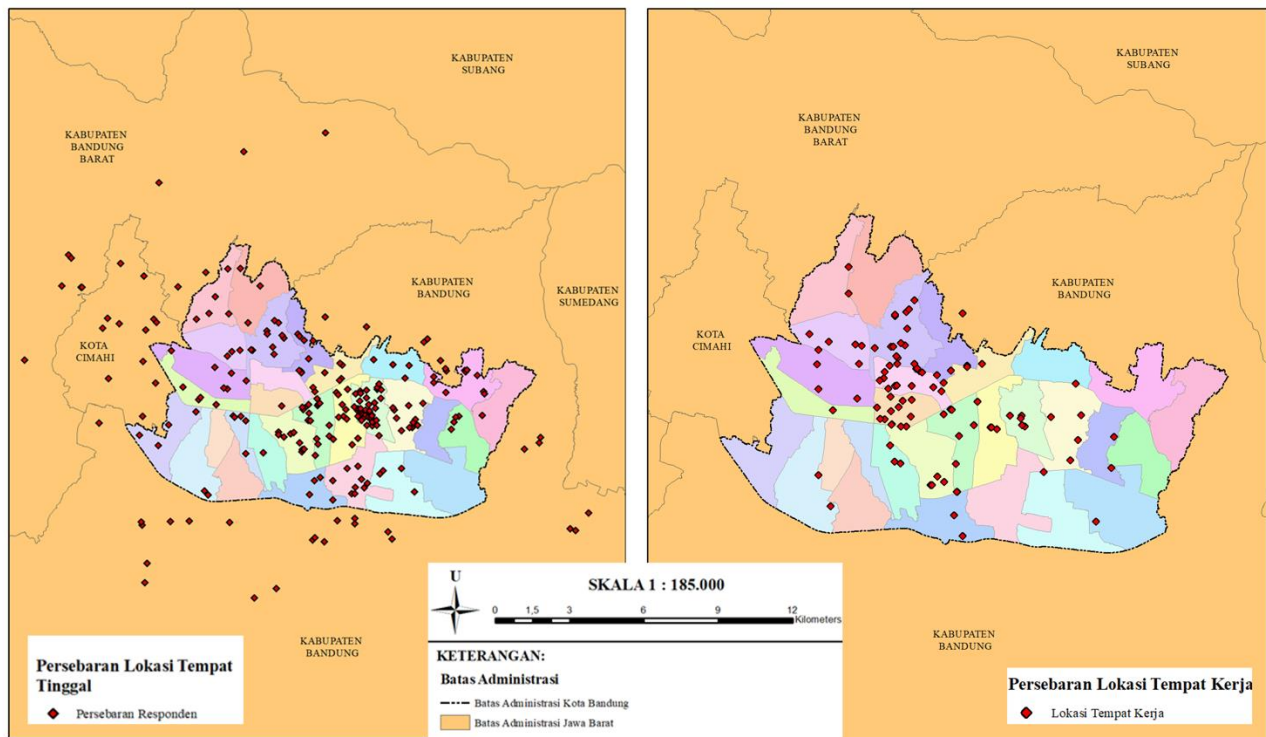 KABUPATEN
SUBANG
KABUPATEN
BANDUNG
BARAT
KABUPATEN
BANDUNG
KABUPATEN
SUMEDANG
KOTA
CIMAHI
KABUPATEN
BANDUNG
Persebaran Lokasi Tempat
Tinggal
Persebaran Responden
KABUPATEN
SUBANG
KABUPATEN
BANDUNG
BARAT
KABUPATEN
BANDUNG
KOTA
CIMAHI
KABUPATEN
BANDUNG
U
SKALA 1 : 185.000
0 1,5 3 6 9 12
Kilometers
KETERANGAN:
Batas Administrasi
Batas Administrasi Kota Bandung
Batas Administrasi Jawa Barat
Persebaran Lokasi Tempat Kerja
Lokasi Tempat Kerja